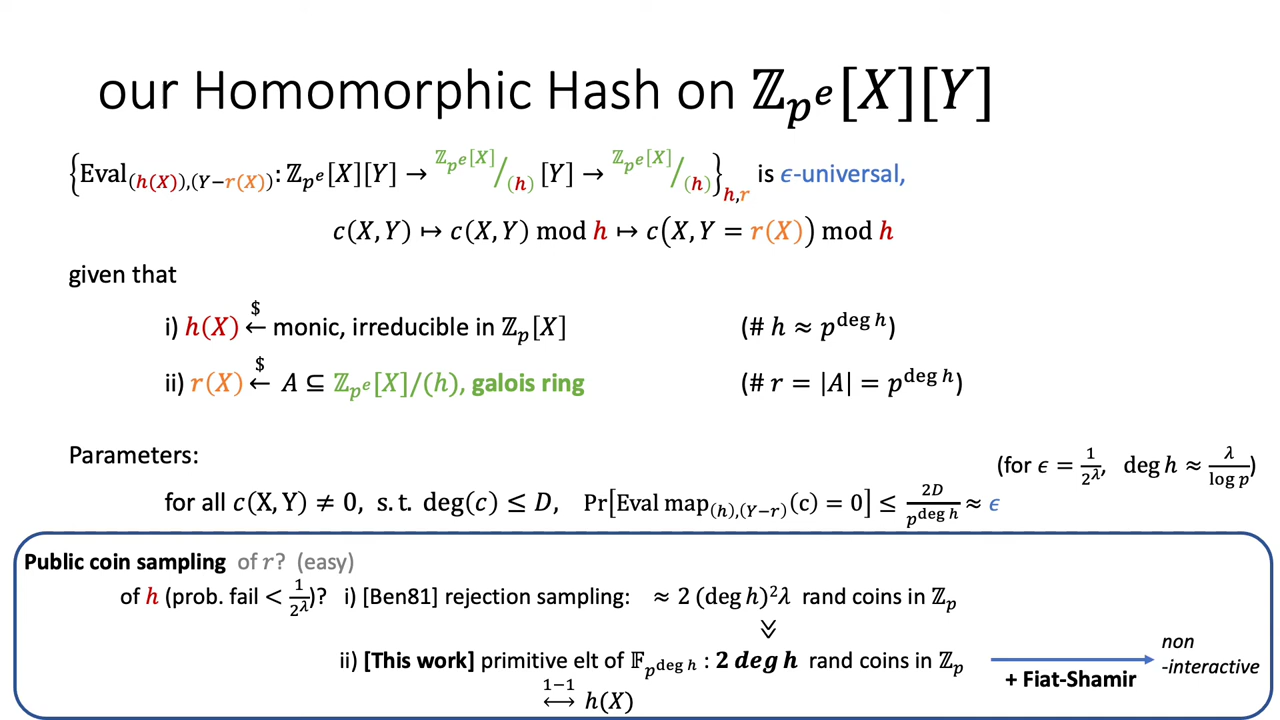 our Homomorphic Hash on ℤ_{p^e}[X][Y]
{Eval_{(h(X)),(Y−r(X))}: ℤ_{p^e}[X][Y] → ℤ_{p^e}[X]/(h) [Y] → ℤ_{p^e}[X]/(h)}_{h,r} is ϵ-universal,
c(X,Y) ↦ c(X,Y) mod h ↦ c(X,Y = r(X)) mod h
given that
i) h(X) ←$ monic, irreducible in ℤ_p[X] (# h ≈ p^{deg h})
ii) r(X) ←$ A ⊆ ℤ_{p^e}[X]/(h), galois ring (# r = |A| = p^{deg h})
Parameters: (for ϵ = 1/2^λ, deg h ≈ λ/log p)
for all c(X,Y) ≠ 0, s.t. deg(c) ≤ D, Pr[Eval map_{(h),(Y−r)}(c) = 0] ≤ 2D/p^{deg h} ≈ ϵ
Public coin sampling of r? (easy)
of h (prob. fail < 1/2^λ)? i) [Ben81] rejection sampling: ≈ 2 (deg h)^2 λ rand coins in ℤ_p
≫
ii) [This work] primitive elt of 𝔽_{p^{deg h}} : 2 deg h rand coins in ℤ_p + Fiat-Shamir non -interactive
1−1 ⟷ h(X)